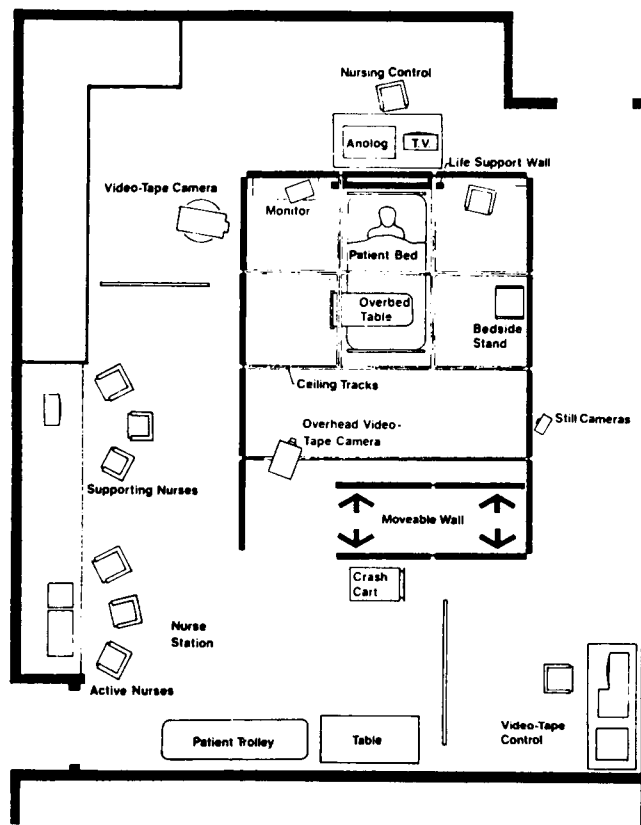 Nursing Control
Anolog
T.V.
Life Support Wall
Video-Tape Camera
Monitor
Patient Bed
Overbed
Table
Bedside
Stand
Ceiling Tracks
Overhead Video-
Tape Camera
Still Cameras
Supporting Nurses
Moveable Wall
Crash
Cart
Nurse
Station
Active Nurses
Patient Trolley
Table
Video-Tape
Control